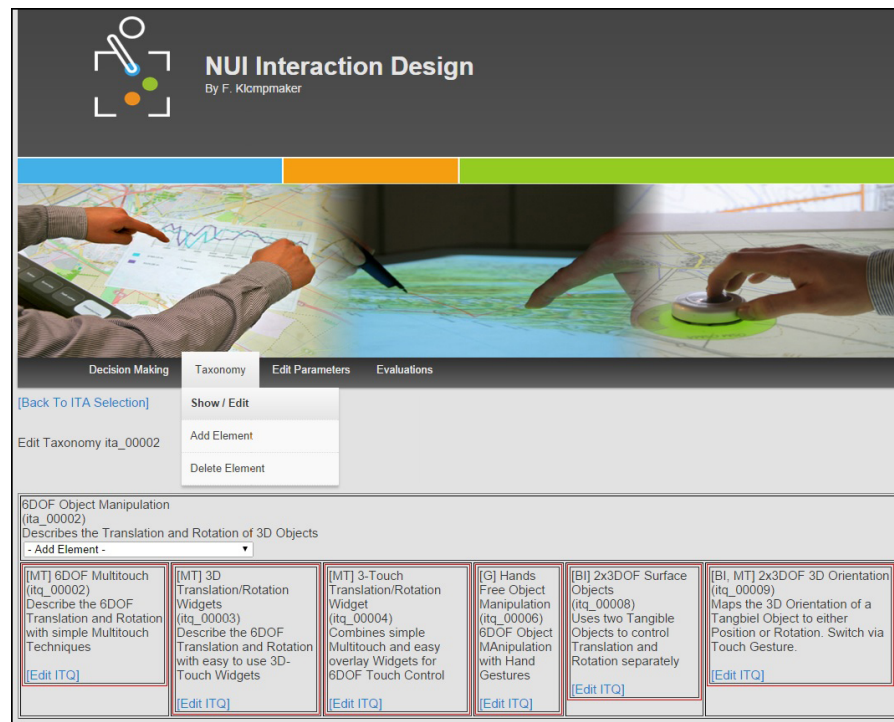 NUI Interaction Design
By F. Klompmaker
Decision Making
Taxonomy
Edit Parameters
Evaluations
[Back To ITA Selection]
Show / Edit
Add Element
Delete Element
Edit Taxonomy ita_00002
6DOF Object Manipulation
(ita_00002)
Describes the Translation and Rotation of 3D Objects
- Add Element -
[MT] 6DOF Multitouch
(itq_00002)
Describe the 6DOF
Translation and Rotation
with simple Multitouch
Techniques
[Edit ITQ]
[MT] 3D
Translation/Rotation
Widgets
(itq_00003)
Describe the 6DOF
Translation and Rotation
with easy to use 3D-
Touch Widgets
[Edit ITQ]
[MT] 3-Touch
Translation/Rotation
Widget
(itq_00004)
Combines simple
Multitouch and easy
overlay Widgets for
6DOF Touch Control
[Edit ITQ]
[G] Hands
Free Object
Manipulation
(itq_00006)
6DOF Object
MAnipulation
with Hand
Gestures
[Edit ITQ]
[BI] 2x3DOF Surface
Objects
(itq_00008)
Uses two Tangible
Objects to control
Translation and
Rotation separately
[Edit ITQ]
[BI, MT] 2x3DOF 3D Orientation
(itq_00009)
Maps the 3D Orientation of a
Tangbiel Object to either
Position or Rotation. Switch via
Touch Gesture.
[Edit ITQ]